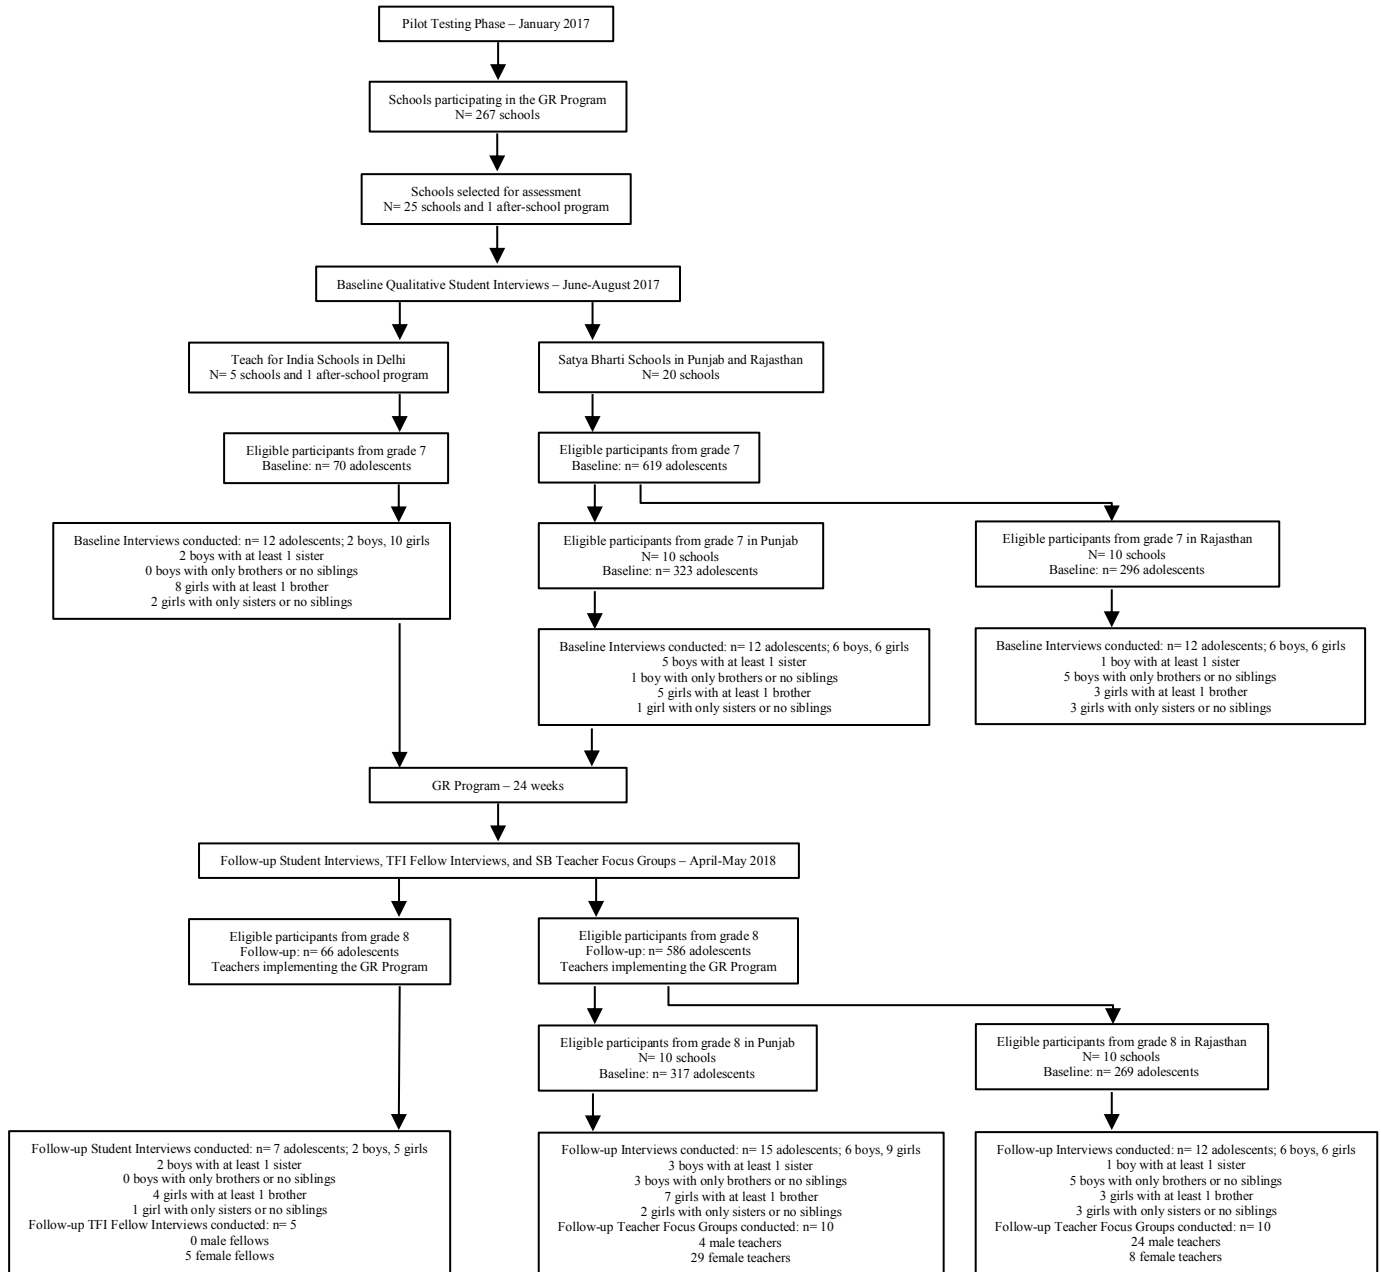 Pilot Testing Phase – January 2017
Schools participating in the GR Program
N= 267 schools
Schools selected for assessment
N= 25 schools and 1 after-school program
Baseline Qualitative Student Interviews – June-August 2017
Teach for India Schools in Delhi
N= 5 schools and 1 after-school program
Satya Bharti Schools in Punjab and Rajasthan
N= 20 schools
Eligible participants from grade 7
Baseline: n= 70 adolescents
Eligible participants from grade 7
Baseline: n= 619 adolescents
Baseline Interviews conducted: n= 12 adolescents; 2 boys, 10 girls
2 boys with at least 1 sister
0 boys with only brothers or no siblings
8 girls with at least 1 brother
2 girls with only sisters or no siblings
Eligible participants from grade 7 in Punjab
N= 10 schools
Baseline: n= 323 adolescents
Eligible participants from grade 7 in Rajasthan
N= 10 schools
Baseline: n= 296 adolescents
Baseline Interviews conducted: n= 12 adolescents; 6 boys, 6 girls
5 boys with at least 1 sister
1 boy with only brothers or no siblings
5 girls with at least 1 brother
1 girl with only sisters or no siblings
Baseline Interviews conducted: n= 12 adolescents; 6 boys, 6 girls
1 boy with at least 1 sister
5 boys with only brothers or no siblings
3 girls with at least 1 brother
3 girls with only sisters or no siblings
GR Program – 24 weeks
Follow-up Student Interviews, TFI Fellow Interviews, and SB Teacher Focus Groups – April-May 2018
Eligible participants from grade 8
Follow-up: n= 66 adolescents
Teachers implementing the GR Program
Eligible participants from grade 8
Follow-up: n= 586 adolescents
Teachers implementing the GR Program
Eligible participants from grade 8 in Punjab
N= 10 schools
Baseline: n= 317 adolescents
Eligible participants from grade 8 in Rajasthan
N= 10 schools
Baseline: n= 269 adolescents
Follow-up Student Interviews conducted: n= 7 adolescents; 2 boys, 5 girls
2 boys with at least 1 sister
0 boys with only brothers or no siblings
4 girls with at least 1 brother
1 girl with only sisters or no siblings
Follow-up TFI Fellow Interviews conducted: n= 5
0 male fellows
5 female fellows
Follow-up Interviews conducted: n= 15 adolescents; 6 boys, 9 girls
3 boys with at least 1 sister
3 boys with only brothers or no siblings
7 girls with at least 1 brother
2 girls with only sisters or no siblings
Follow-up Teacher Focus Groups conducted: n= 10
4 male teachers
29 female teachers
Follow-up Interviews conducted: n= 12 adolescents; 6 boys, 6 girls
1 boy with at least 1 sister
5 boys with only brothers or no siblings
3 girls with at least 1 brother
3 girls with only sisters or no siblings
Follow-up Teacher Focus Groups conducted: n= 10
24 male teachers
8 female teachers